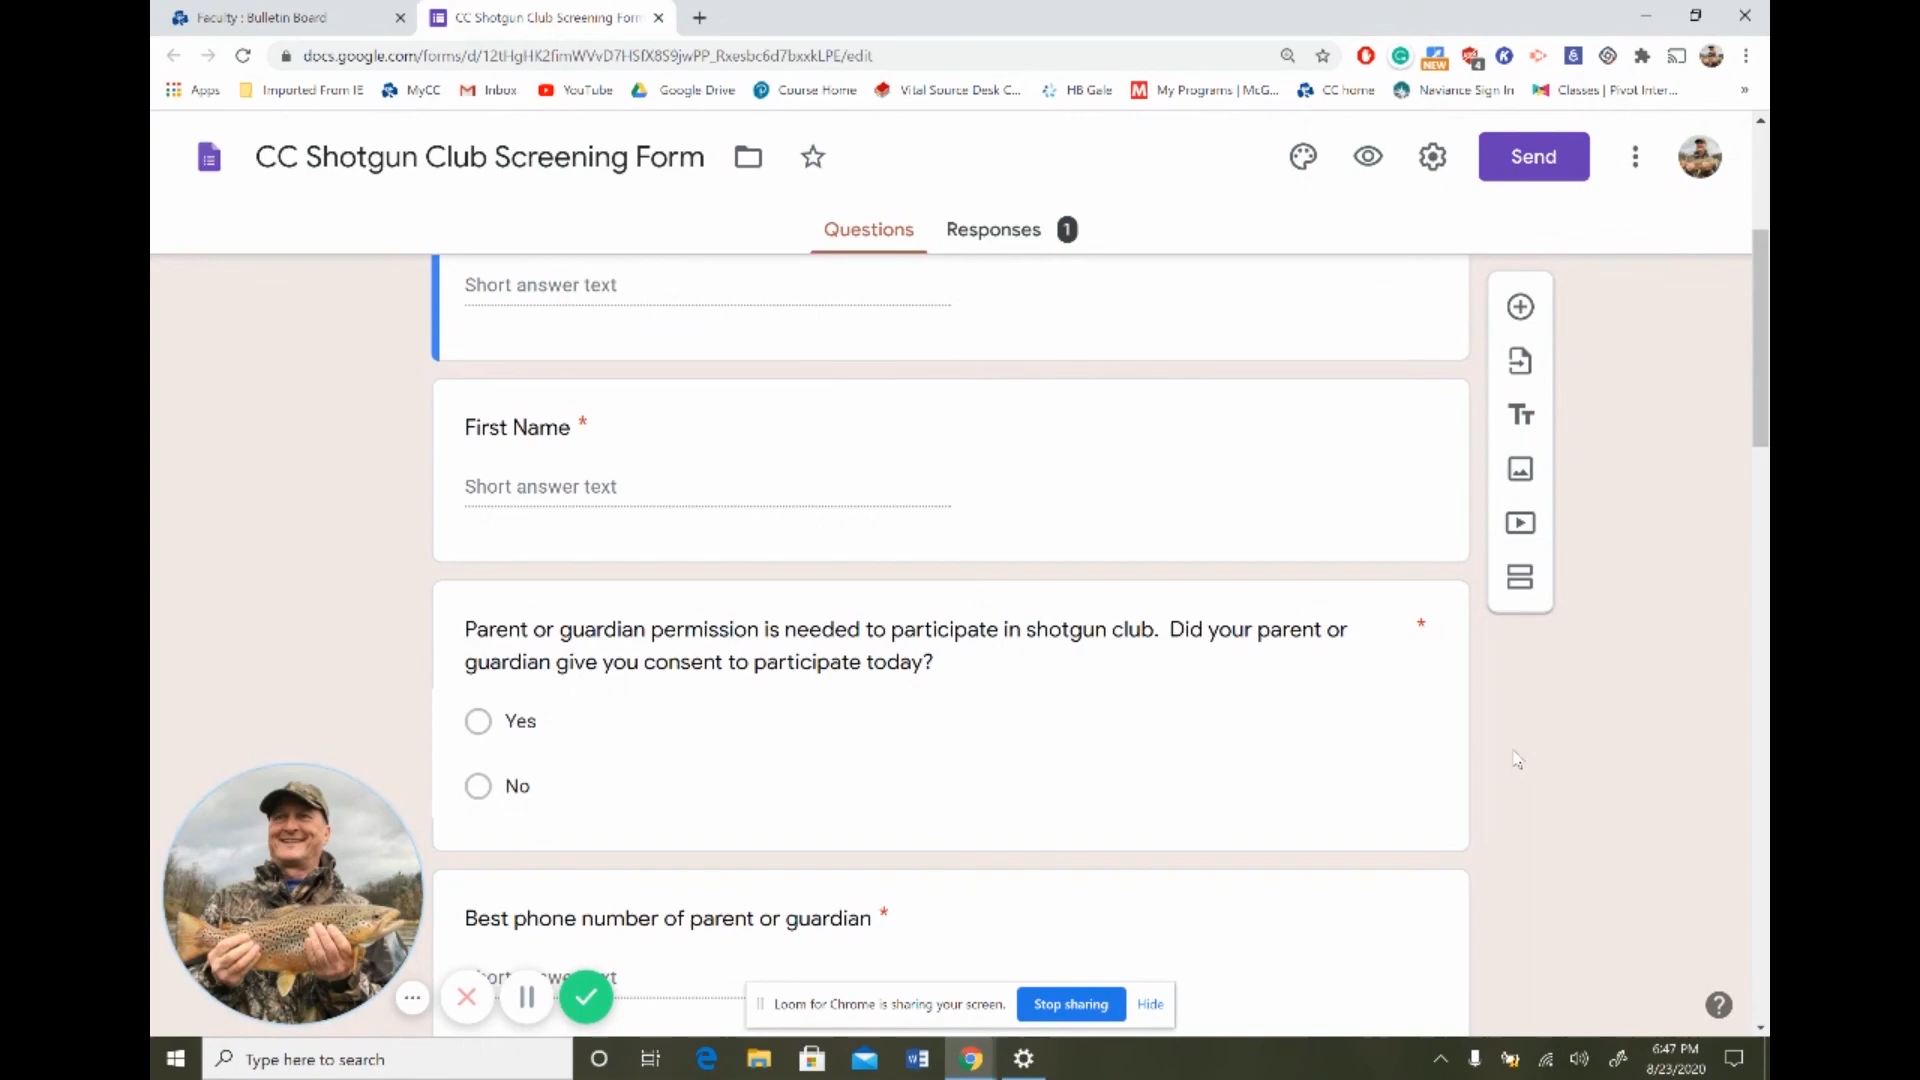 Faculty : Bulletin Board
CC Shotgun Club Screening Form
docs.google.com/forms/d/12tHgHK2fimWVvD7HSfX8S9jwPP_Rxesbc6d7bxxkLPE/edit
NEW
4
Apps
Imported From IE
MyCC
Inbox
YouTube
Google Drive
Course Home
Vital Source Desk C...
HB Gale
My Programs | McG...
CC home
Naviance Sign In
Classes | Pivot Inter...
»
CC Shotgun Club Screening Form
Send
Questions
Responses
1
Short answer text
First Name *
Short answer text
Parent or guardian permission is needed to participate in shotgun club. Did your parent or *
guardian give you consent to participate today?
Yes
No
Best phone number of parent or guardian *
Loom for Chrome is sharing your screen.
Stop sharing
Hide
Type here to search
6:47 PM
8/23/2020